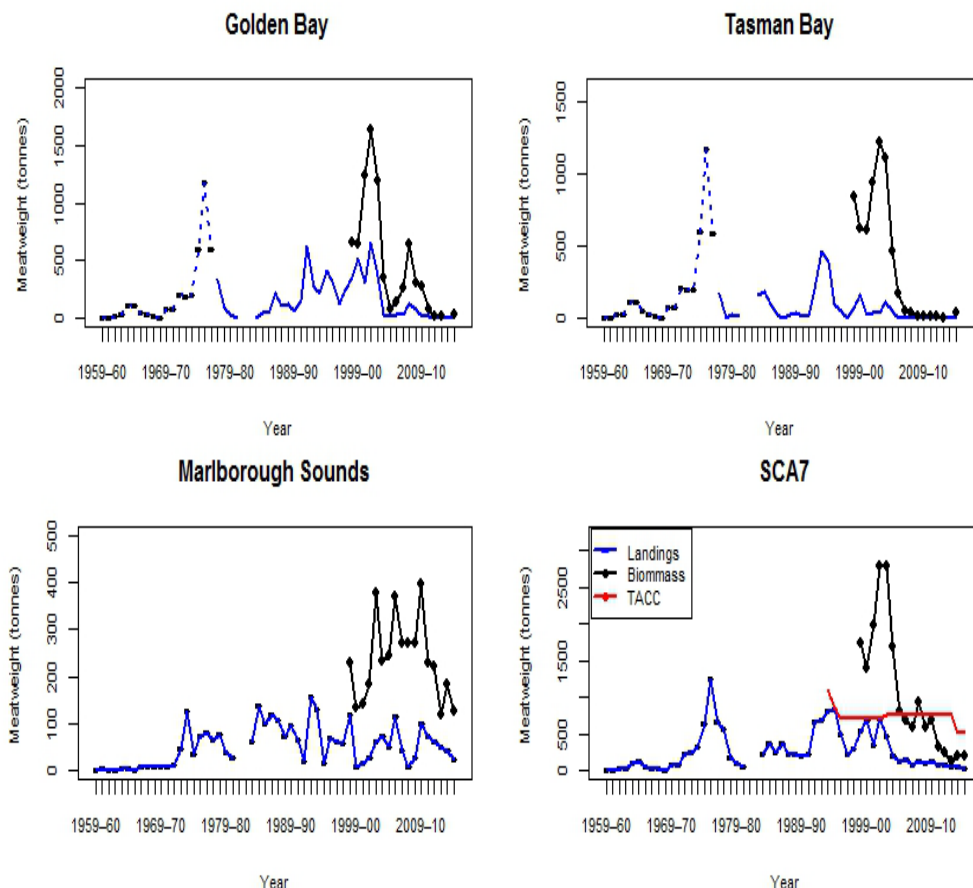 Golden Bay
Meatweight (tonnes)
2000
1500
1000
500
0
1959–60 1969–70 1979–80 1989–90 1999–00 2009–10
Year
Tasman Bay
Meatweight (tonnes)
1500
1000
500
0
1959–60 1969–70 1979–80 1989–90 1999–00 2009–10
Year
Marlborough Sounds
Meatweight (tonnes)
500
400
300
200
100
0
1959–60 1969–70 1979–80 1989–90 1999–00 2009–10
Year
SCA7
Meatweight (tonnes)
2500
1500
500
0
Landings
Biommass
TACC
1959–60 1969–70 1979–80 1989–90 1999–00 2009–10
Year